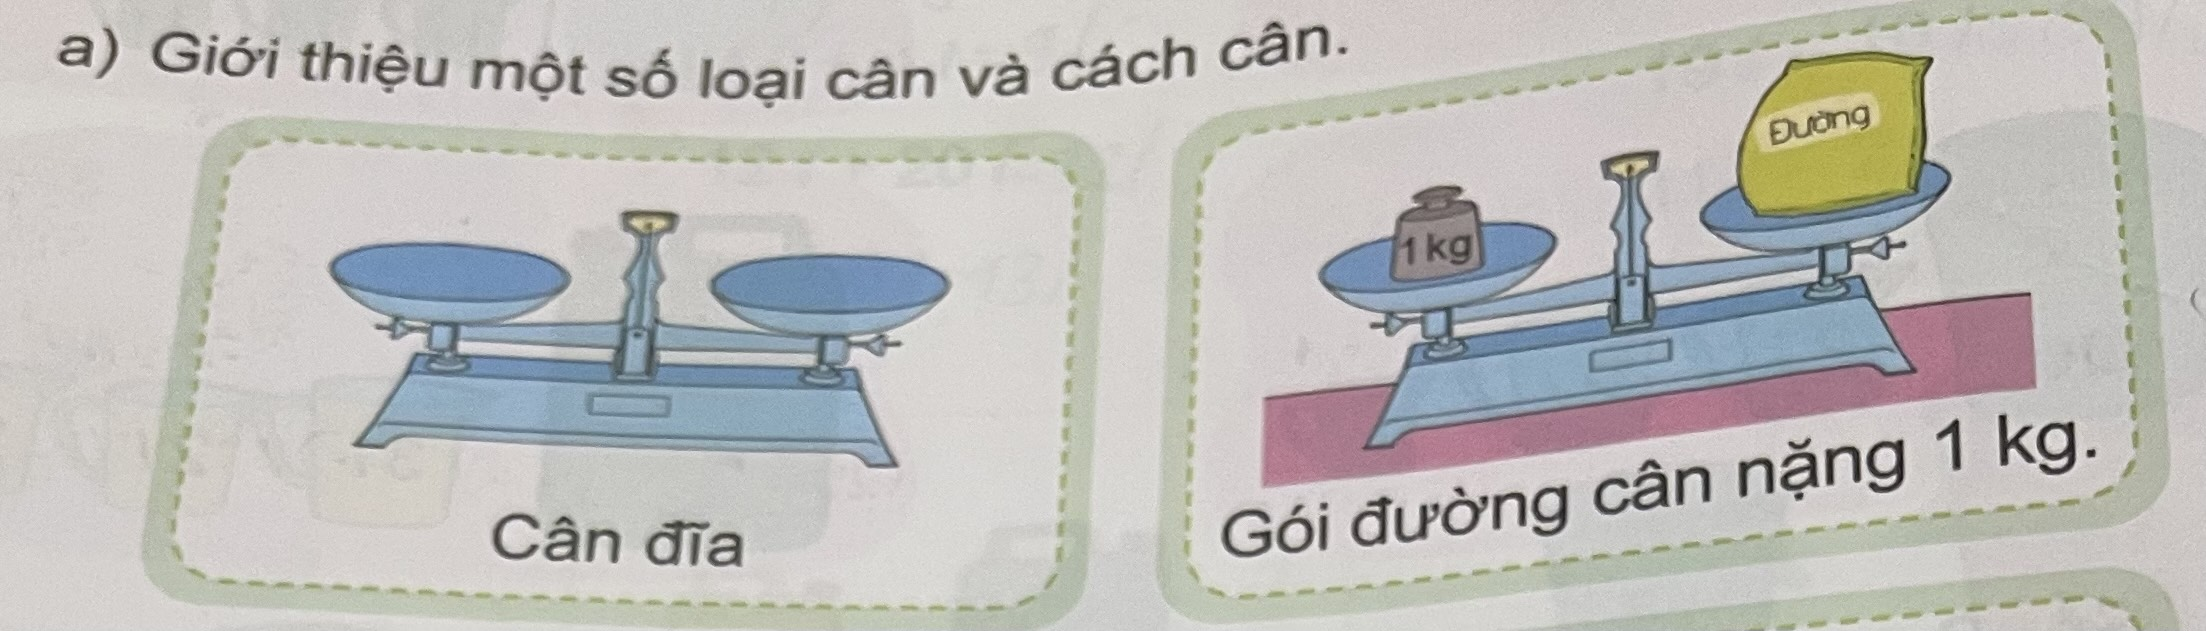 a) Giới thiệu một số loại cân và cách cân.
Đường
1 kg
Cân đĩa
Gói đường cân nặng 1 kg.